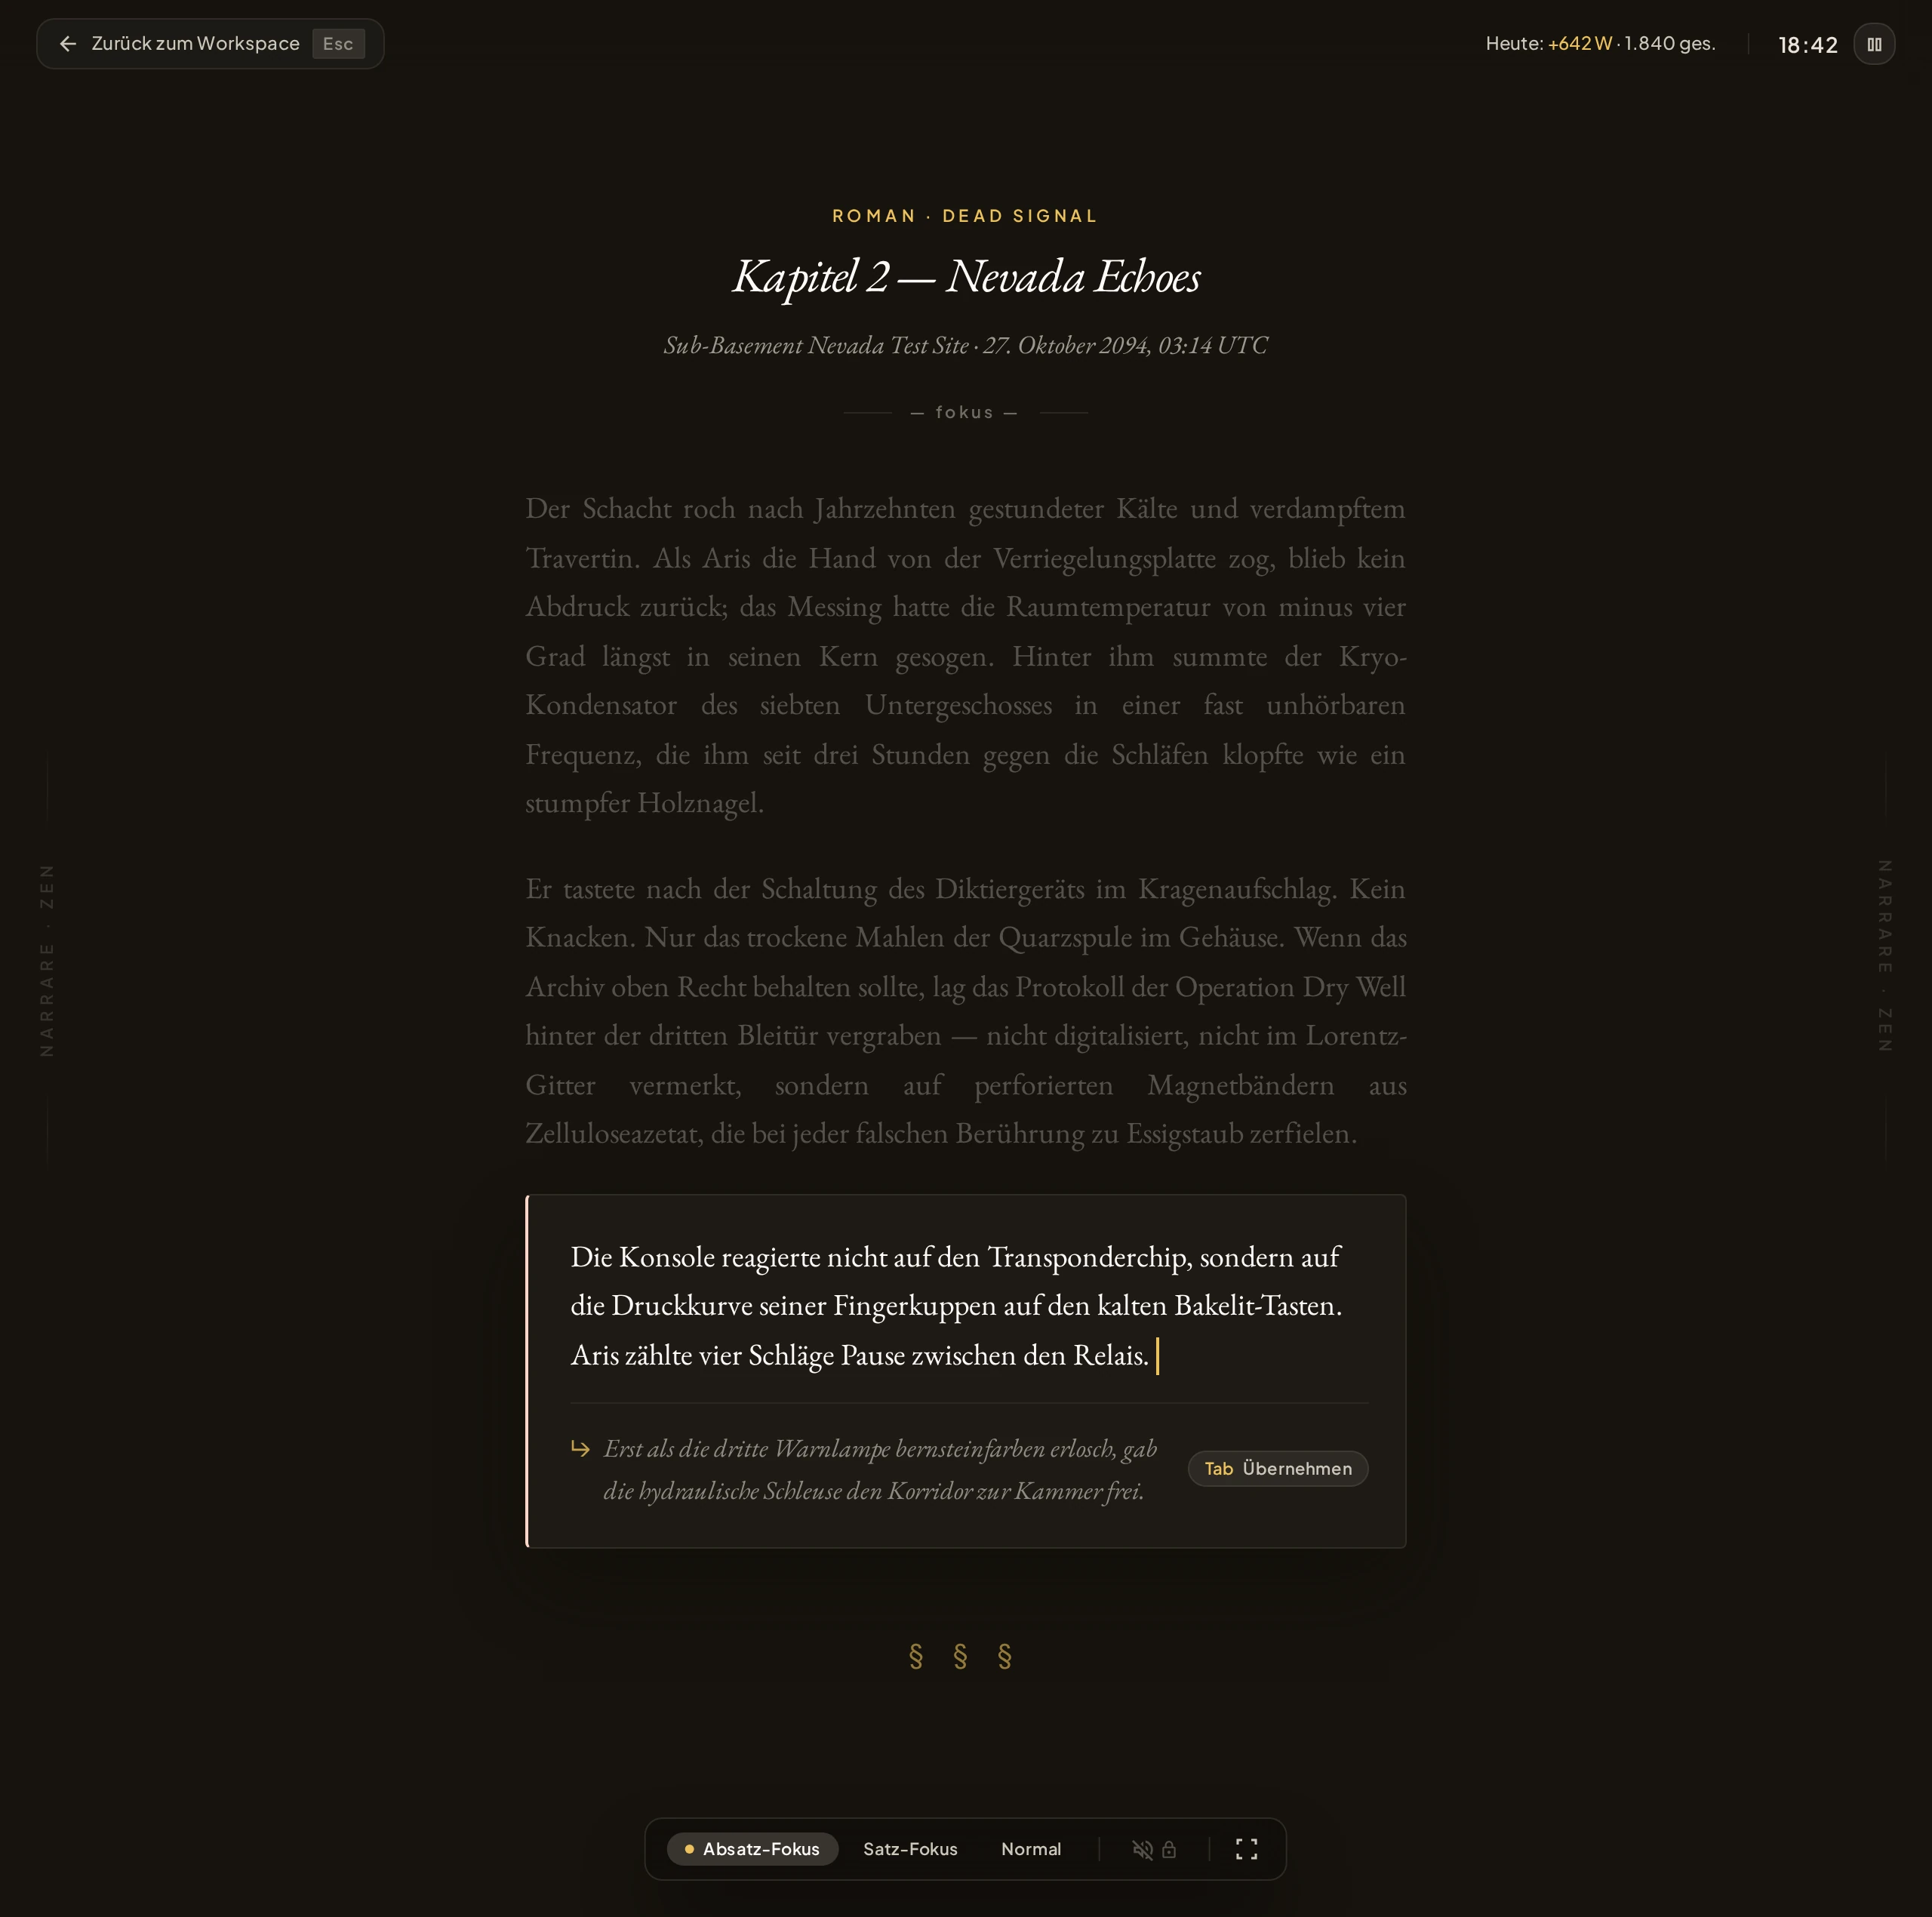 Zurück zum Workspace Esc
Heute: +642 W · 1.840 ges.
18:42
ROMAN · DEAD SIGNAL
Kapitel 2 — Nevada Echoes
Sub-Basement Nevada Test Site · 27. Oktober 2094, 03:14 UTC
— fokus —
Der Schacht roch nach Jahrzehnten gestundeter Kälte und verdampftem
Travertin. Als Aris die Hand von der Verriegelungsplatte zog, blieb kein
Abdruck zurück; das Messing hatte die Raumtemperatur von minus vier
Grad längst in seinen Kern gesogen. Hinter ihm summte der Kryo-
Kondensator des siebten Untergeschosses in einer fast unhörbaren
Frequenz, die ihm seit drei Stunden gegen die Schläfen klopfte wie ein
stumpfer Holznagel.
Er tastete nach der Schaltung des Diktiergeräts im Kragenaufschlag. Kein
Knacken. Nur das trockene Mahlen der Quarzspule im Gehäuse. Wenn das
Archiv oben Recht behalten sollte, lag das Protokoll der Operation Dry Well
hinter der dritten Bleitür vergraben — nicht digitalisiert, nicht im Lorentz-
Gitter vermerkt, sondern auf perforierten Magnetbändern aus
Zelluloseazetat, die bei jeder falschen Berührung zu Essigstaub zerfielen.
Die Konsole reagierte nicht auf den Transponderchip, sondern auf
die Druckkurve seiner Fingerkuppen auf den kalten Bakelit-Tasten.
Aris zählte vier Schläge Pause zwischen den Relais.
Erst als die dritte Warnlampe bernsteinfarben erlosch, gab
die hydraulische Schleuse den Korridor zur Kammer frei.
Tab Übernehmen
§ § §
NARRARE · ZEN
NARRARE · ZEN
Absatz-Fokus Satz-Fokus Normal